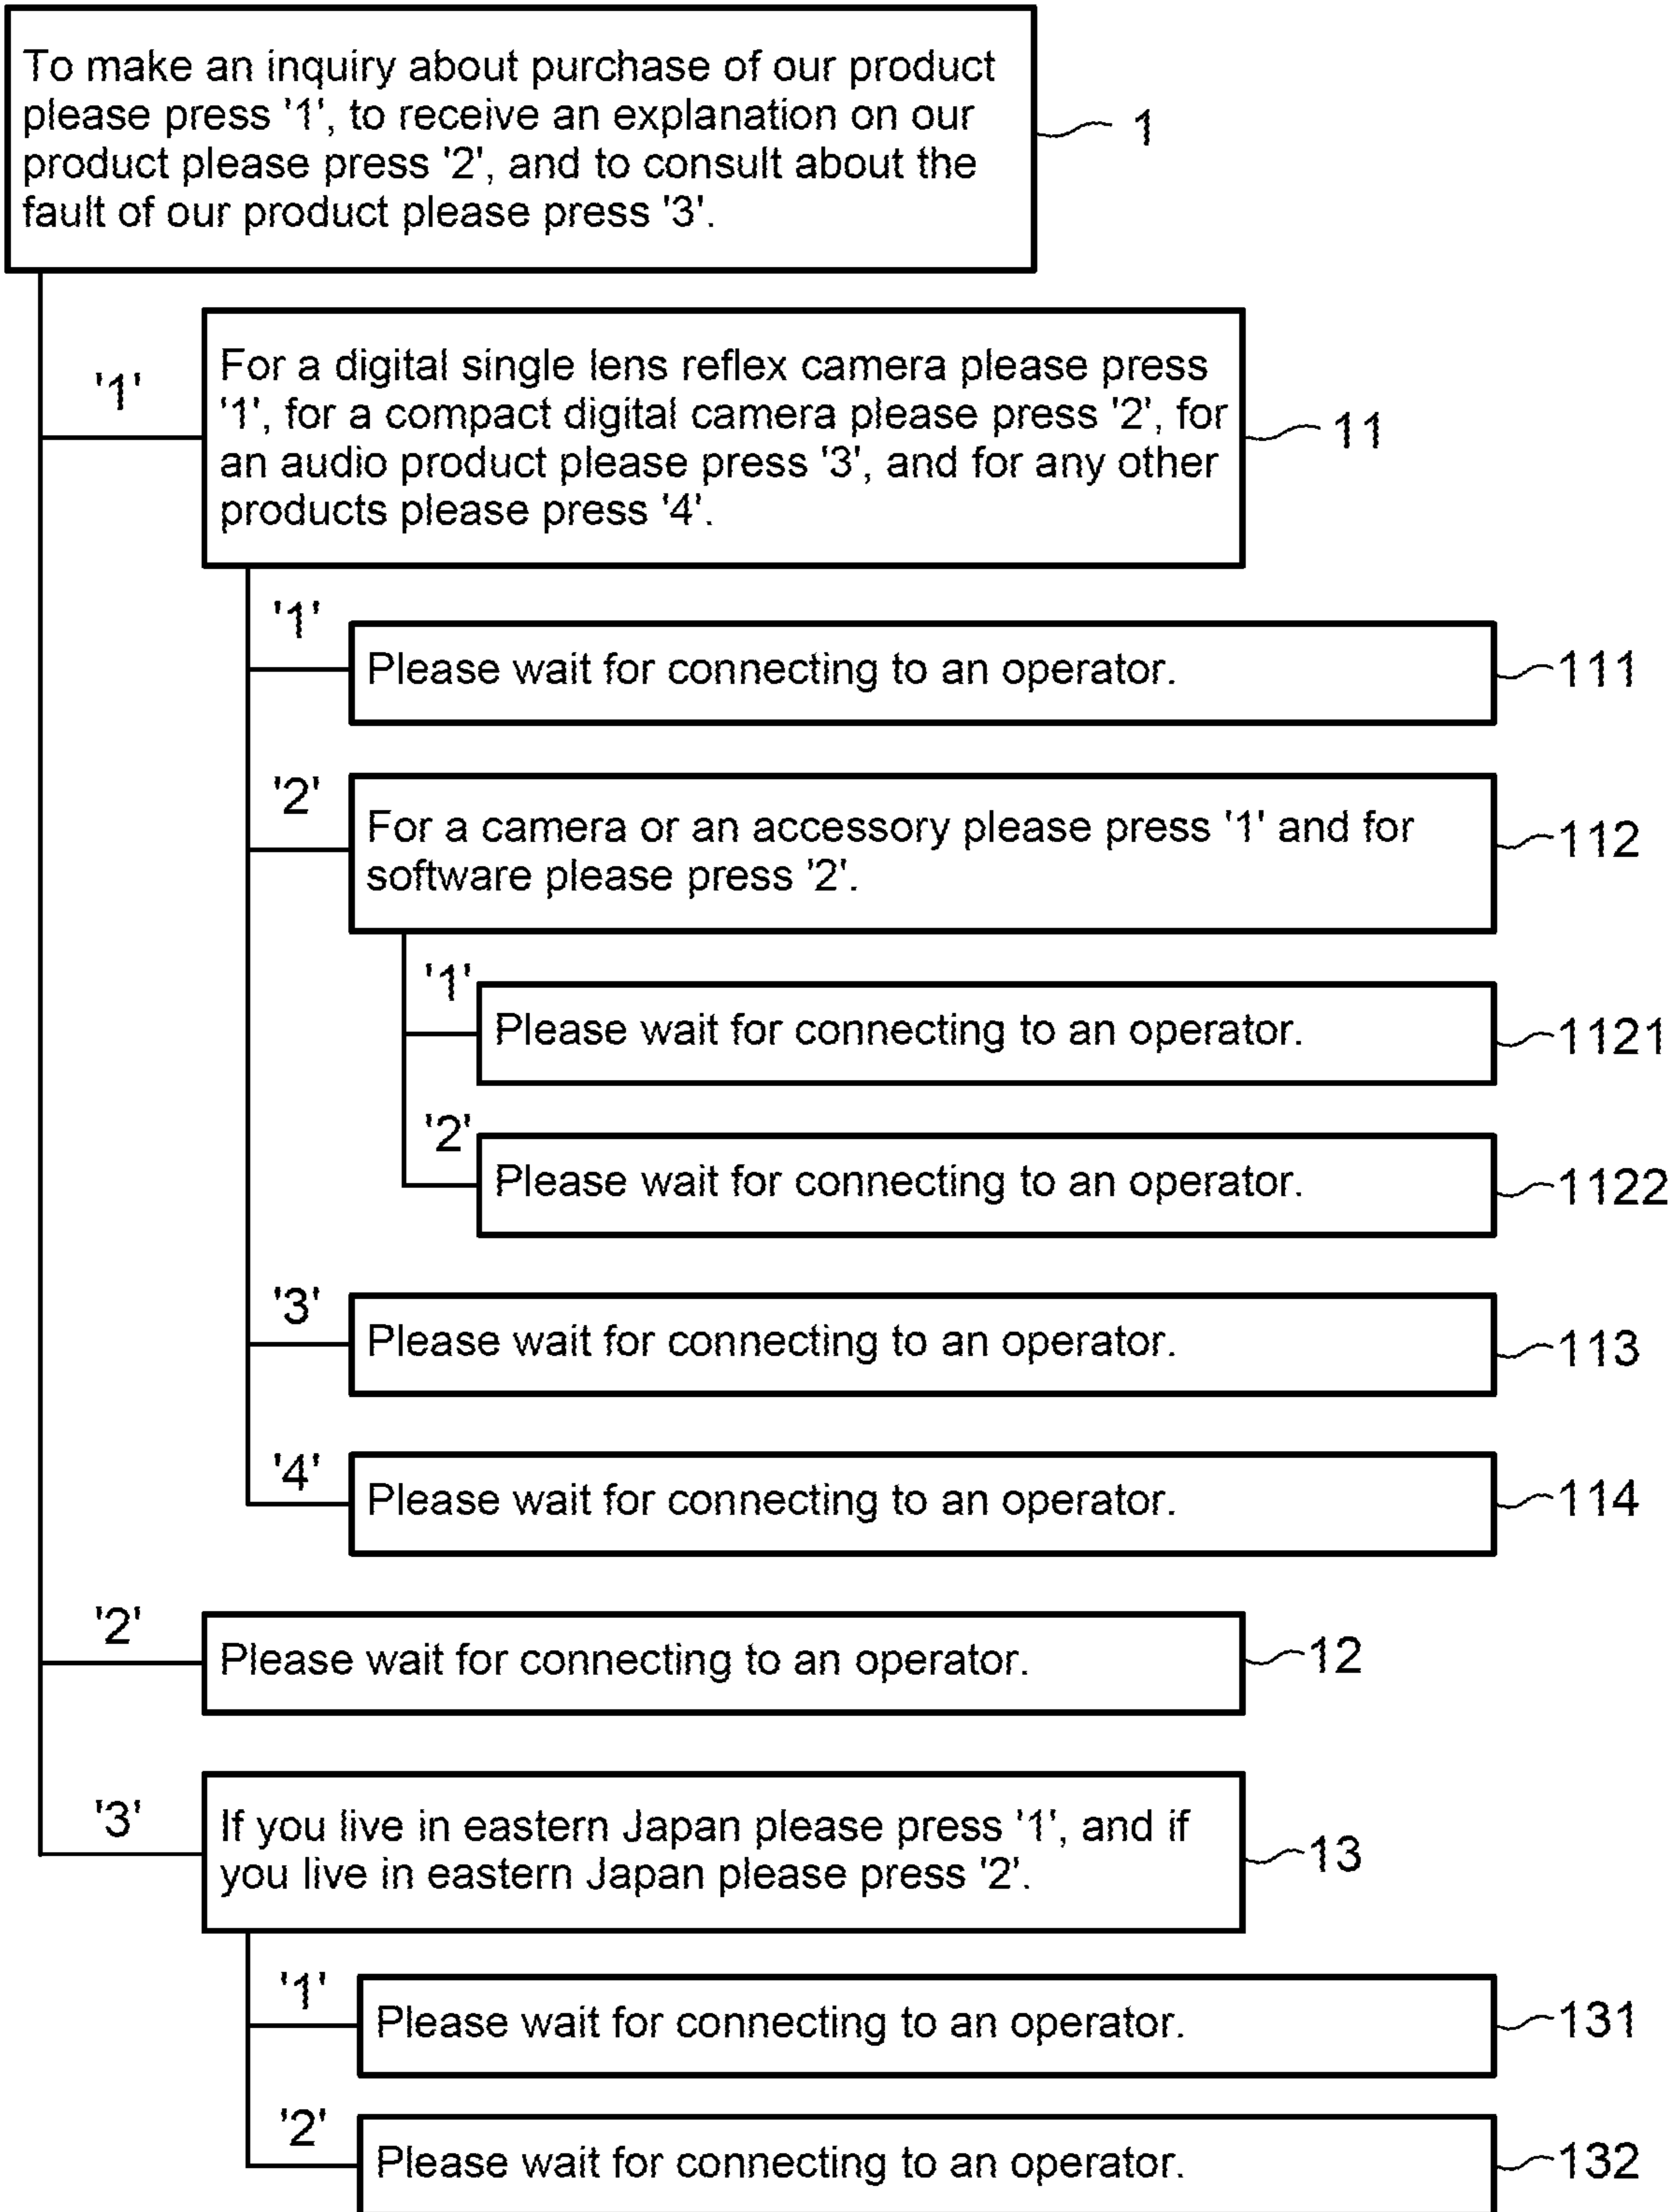 To make an inquiry about purchase of our product
please press '1', to receive an explanation on our
product please press '2', and to consult about the
fault of our product please press '3'.
1
'1'
For a digital single lens reflex camera please press
'1', for a compact digital camera please press '2', for
an audio product please press '3', and for any other
products please press '4'.
11
'1'
Please wait for connecting to an operator.
111
'2'
For a camera or an accessory please press '1' and for
software please press '2'.
112
'1'
Please wait for connecting to an operator.
1121
'2'
Please wait for connecting to an operator.
1122
'3'
Please wait for connecting to an operator.
113
'4'
Please wait for connecting to an operator.
114
'2'
Please wait for connecting to an operator.
12
'3'
If you live in eastern Japan please press '1', and if
you live in eastern Japan please press '2'.
13
'1'
Please wait for connecting to an operator.
131
'2'
Please wait for connecting to an operator.
132